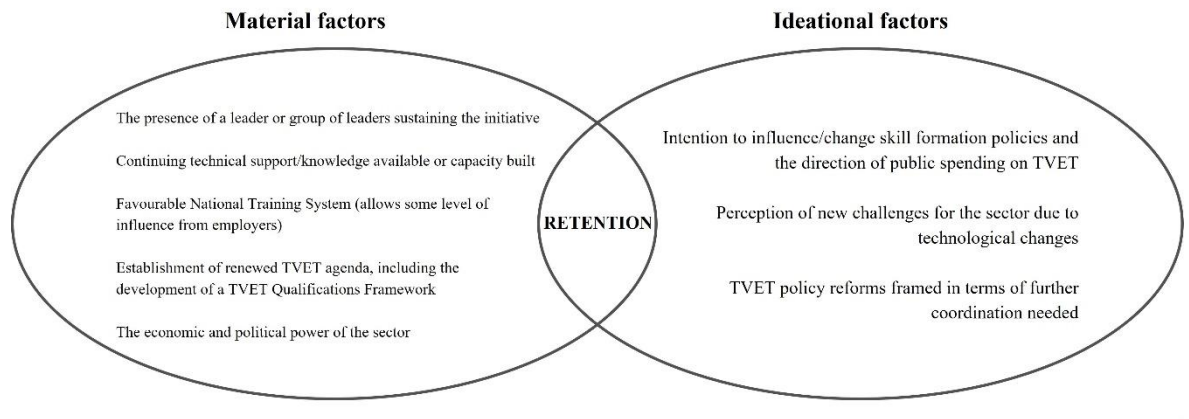 Material factors
The presence of a leader or group of leaders sustaining the initiative
Continuing technical support/knowledge available or capacity built
Favourable National Training System (allows some level of
influence from employers)
Establishment of renewed TVET agenda, including the
development of a TVET Qualifications Framework
The economic and political power of the sector
RETENTION
Ideational factors
Intention to influence/change skill formation policies and
the direction of public spending on TVET
Perception of new challenges for the sector due to
technological changes
TVET policy reforms framed in terms of further
coordination needed